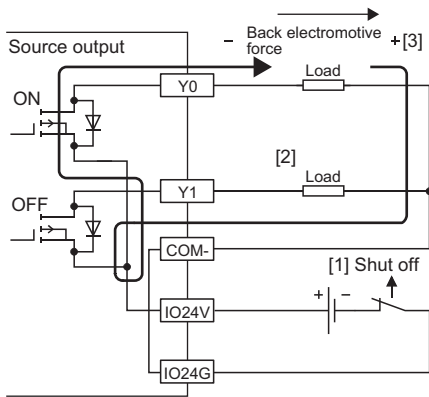 Source output
Back electromotive
force
−
+[3]
Load
Y0
ON
[2]
Load
Y1
OFF
COM-
[1] Shut off
+
−
IO24V
IO24G